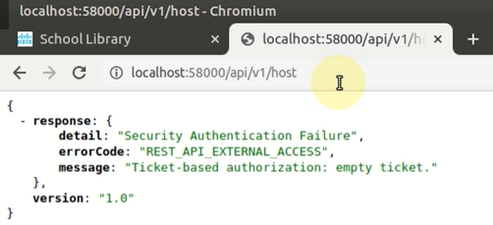 localhost:58000/api/v1/host - Chromium
CISCO School Library × localhost:58000/api/v1/h × +
localhost:58000/api/v1/host
{
- response: {
detail: "Security Authentication Failure",
errorCode: "REST_API_EXTERNAL_ACCESS",
message: "Ticket-based authorization: empty ticket."
},
version: "1.0"
}